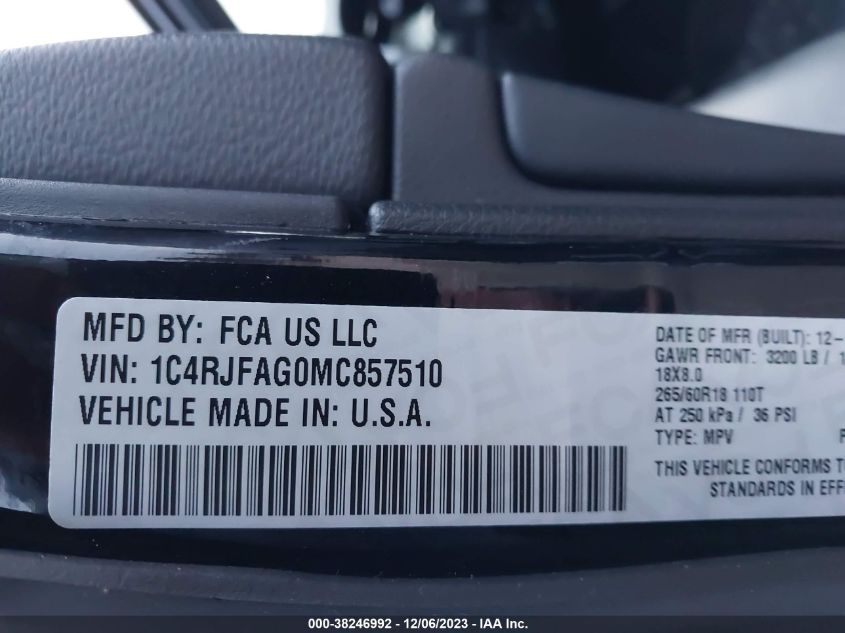 MFD BY: FCA US LLC
VIN: 1C4RJFAG0MC857510
VEHICLE MADE IN: U.S.A.
DATE OF MFR (BUILT): 12-
GAWR FRONT: 3200 LB / 1
18X8.0
265/60R18 110T
AT 250 kPa / 36 PSI
TYPE: MPV
THIS VEHICLE CONFORMS TO
STANDARDS IN EFF
000-38246992 - 12/06/2023 - IAA Inc.